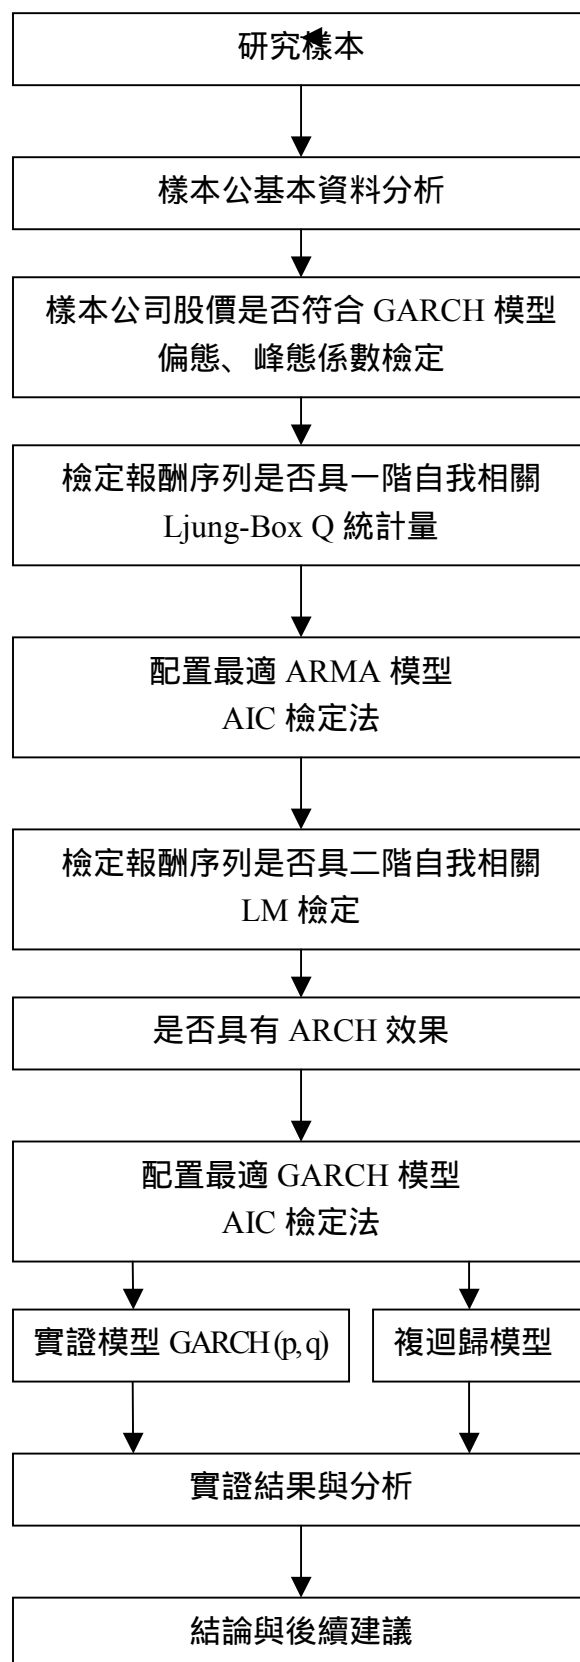 研究樣本
樣本公基本資料分析
樣本公司股價是否符合 GARCH 模型
偏態、峰態係數檢定
檢定報酬序列是否具一階自我相關
Ljung-Box Q 統計量
配置最適 ARMA 模型
AIC 檢定法
檢定報酬序列是否具二階自我相關
LM 檢定
是否具有 ARCH 效果
配置最適 GARCH 模型
AIC 檢定法
實證模型 GARCH(p,q)
複迴歸模型
實證結果與分析
結論與後續建議